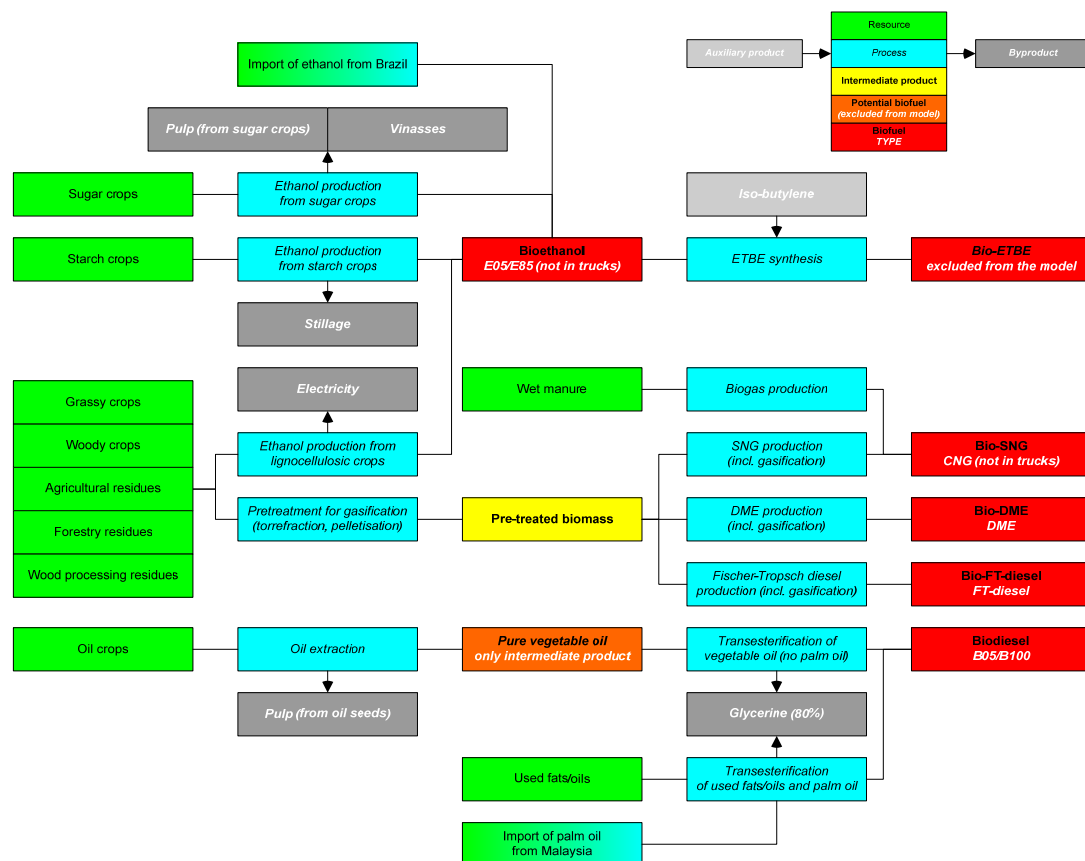 Resource
Import of ethanol from Brazil
Auxiliary product
Process
Byproduct
Intermediate product
Potential biofuel
(excluded from model)
Biofuel
TYPE
Pulp (from sugar crops)
Vinasses
Sugar crops
Ethanol production
from sugar crops
Iso-butylene
Starch crops
Ethanol production
from starch crops
Bioethanol
E05/E85 (not in trucks)
ETBE synthesis
Bio-ETBE
excluded from the model
Stillage
Electricity
Wet manure
Biogas production
Grassy crops
Woody crops
Agricultural residues
Forestry residues
Wood processing residues
Ethanol production from
lignocellulosic crops
SNG production
(incl. gasification)
Bio-SNG
CNG (not in trucks)
Pretreatment for gasification
(torrefraction, pelletisation)
Pre-treated biomass
DME production
(incl. gasification)
Bio-DME
DME
Fischer-Tropsch diesel
production (incl. gasification)
Bio-FT-diesel
FT-diesel
Oil crops
Oil extraction
Pure vegetable oil
only intermediate product
Transesterification of
vegetable oil (no palm oil)
Biodiesel
B05/B100
Pulp (from oil seeds)
Glycerine (80%)
Used fats/oils
Transesterification
of used fats/oils and palm oil
Import of palm oil
from Malaysia